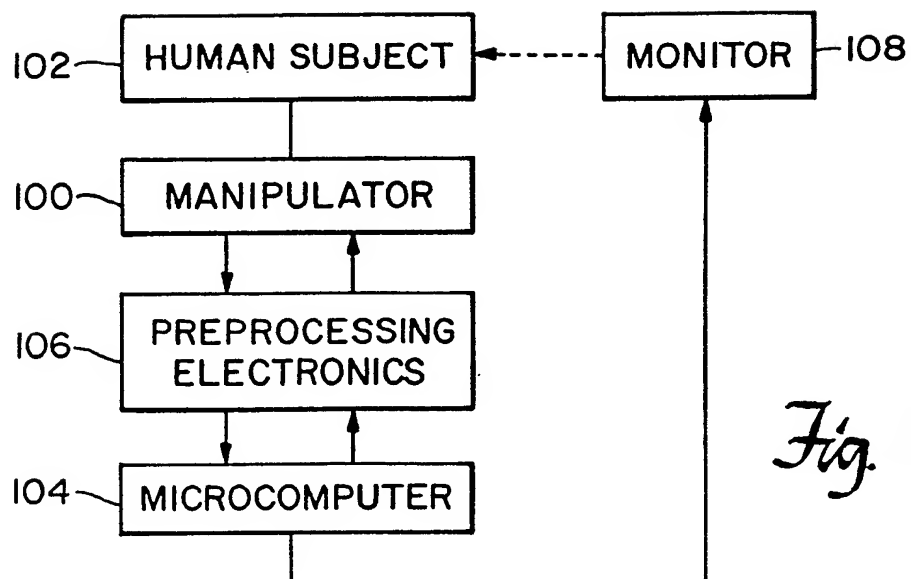 102 HUMAN SUBJECT
MONITOR 108
100 MANIPULATOR
106 PREPROCESSING
ELECTRONICS
104 MICROCOMPUTER
Fig.